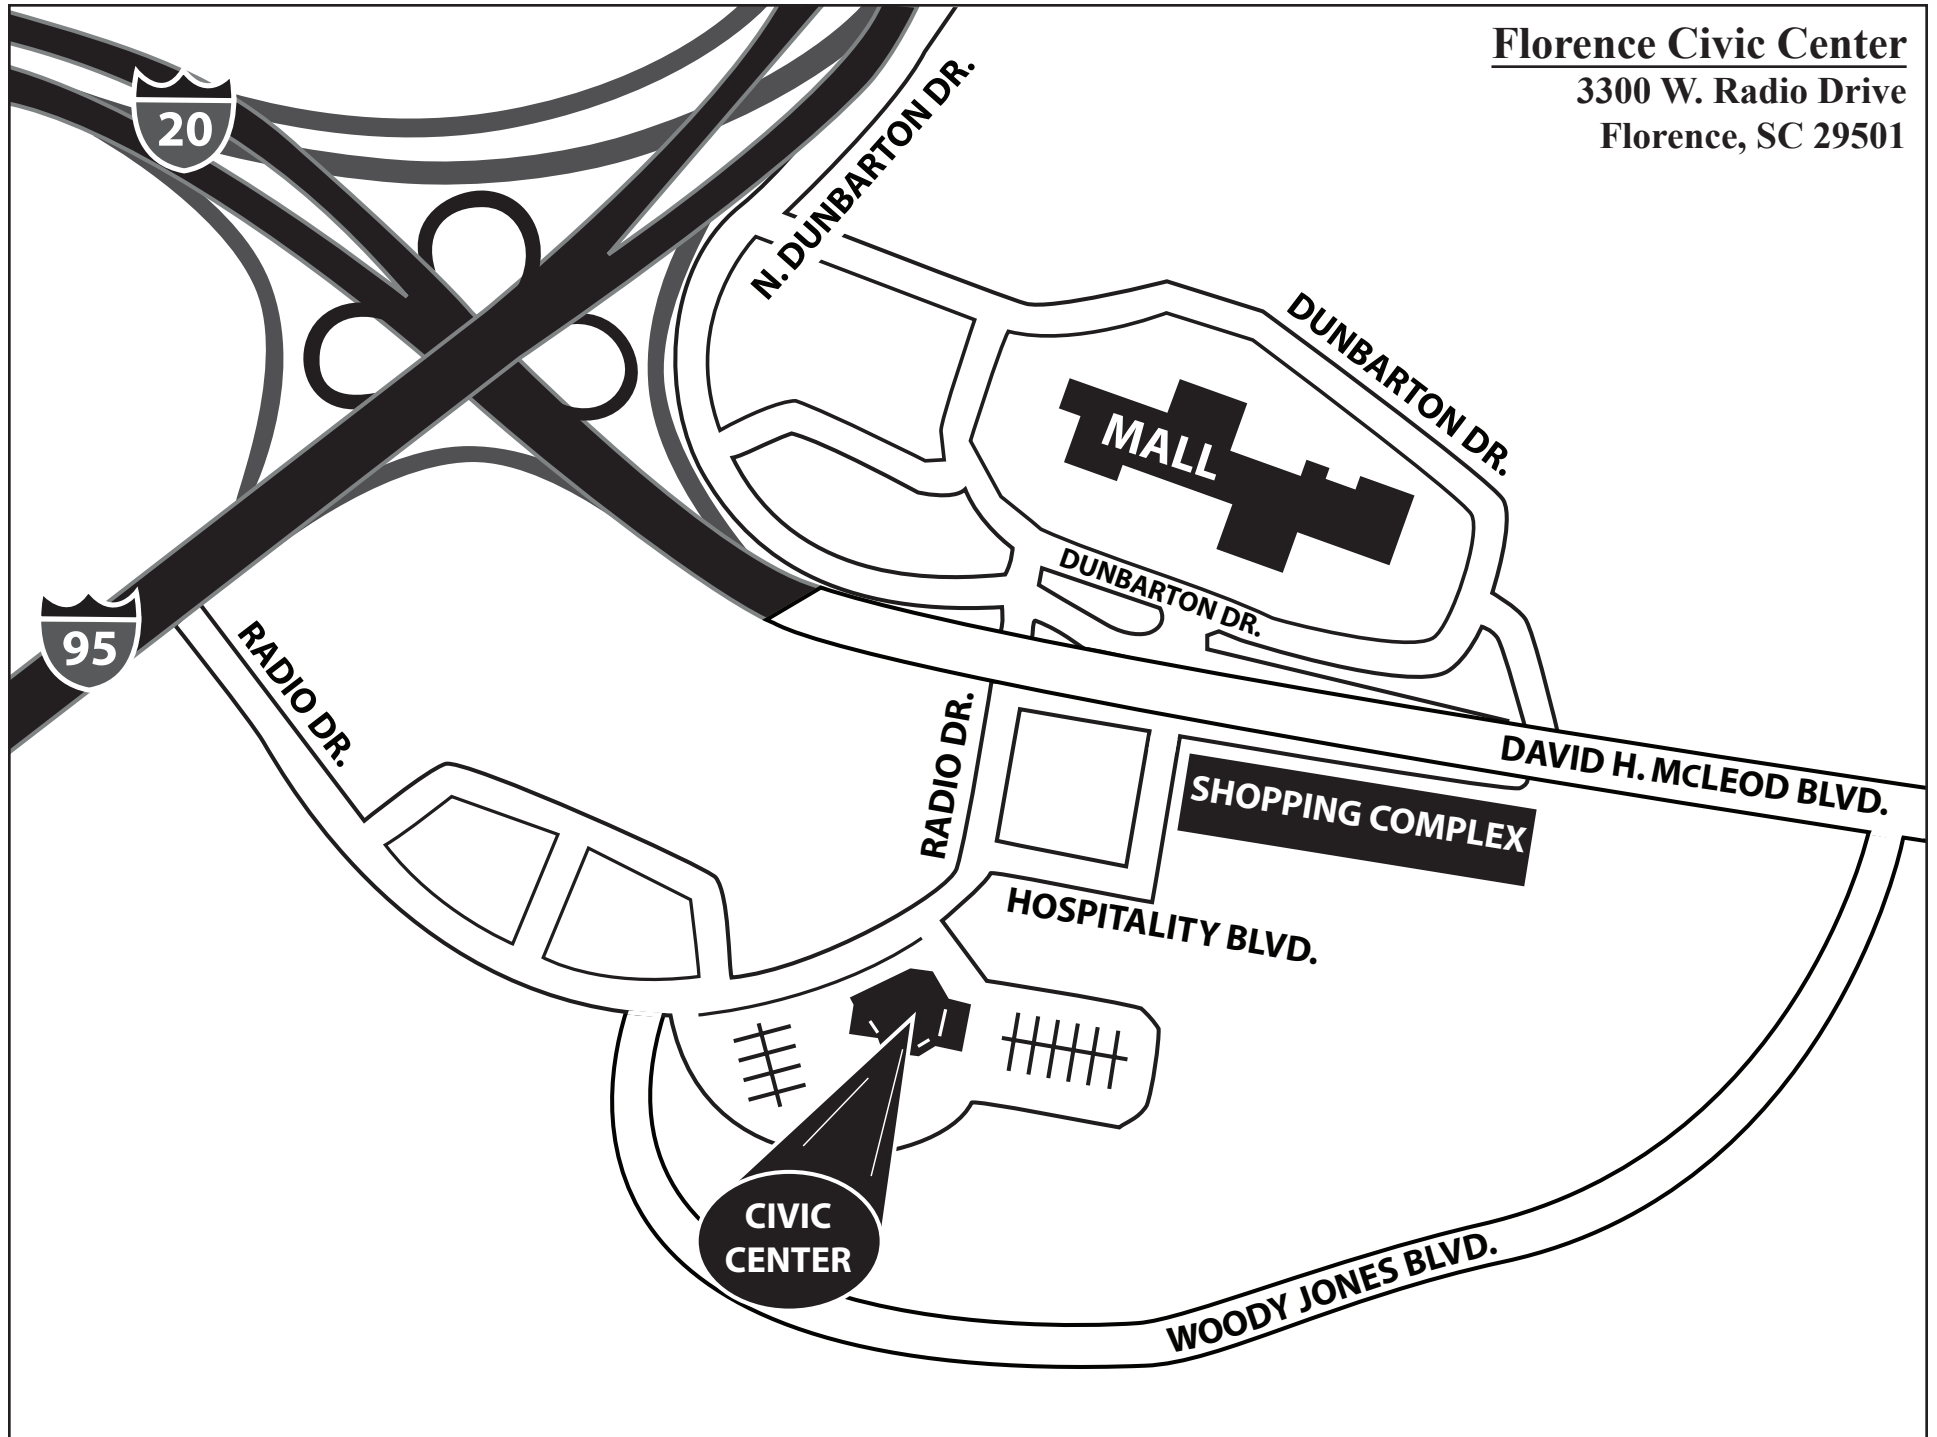 Florence Civic Center
3300 W. Radio Drive
Florence, SC 29501
20
N. DUNBARTON DR.
DUNBARTON DR.
MALL
DUNBARTON DR.
95
RADIO DR.
RADIO DR.
DAVID H. MCLEOD BLVD.
SHOPPING COMPLEX
HOSPITALITY BLVD.
CIVIC
CENTER
WOODY JONES BLVD.